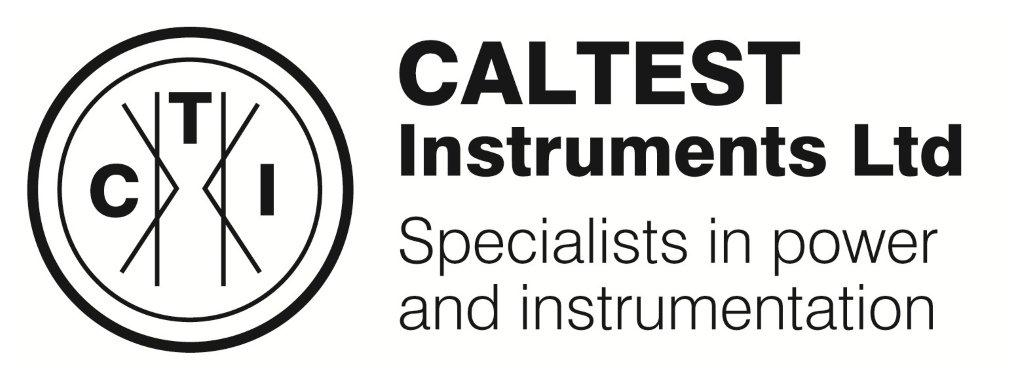 T
C I
CALTEST
Instruments Ltd
Specialists in power
and instrumentation